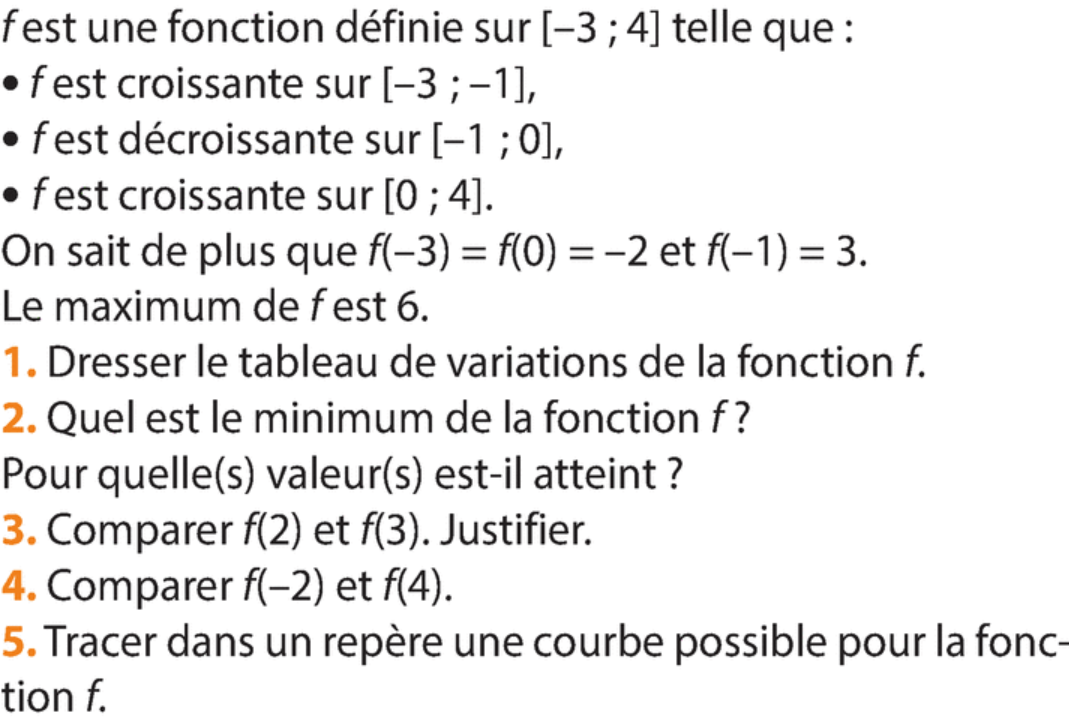 f est une fonction définie sur [–3 ; 4] telle que :
• f est croissante sur [–3 ; –1],
• f est décroissante sur [–1 ; 0],
• f est croissante sur [0 ; 4].
On sait de plus que f(–3) = f(0) = –2 et f(–1) = 3.
Le maximum de f est 6.
1. Dresser le tableau de variations de la fonction f.
2. Quel est le minimum de la fonction f ?
Pour quelle(s) valeur(s) est-il atteint ?
3. Comparer f(2) et f(3). Justifier.
4. Comparer f(–2) et f(4).
5. Tracer dans un repère une courbe possible pour la fonc-
tion f.